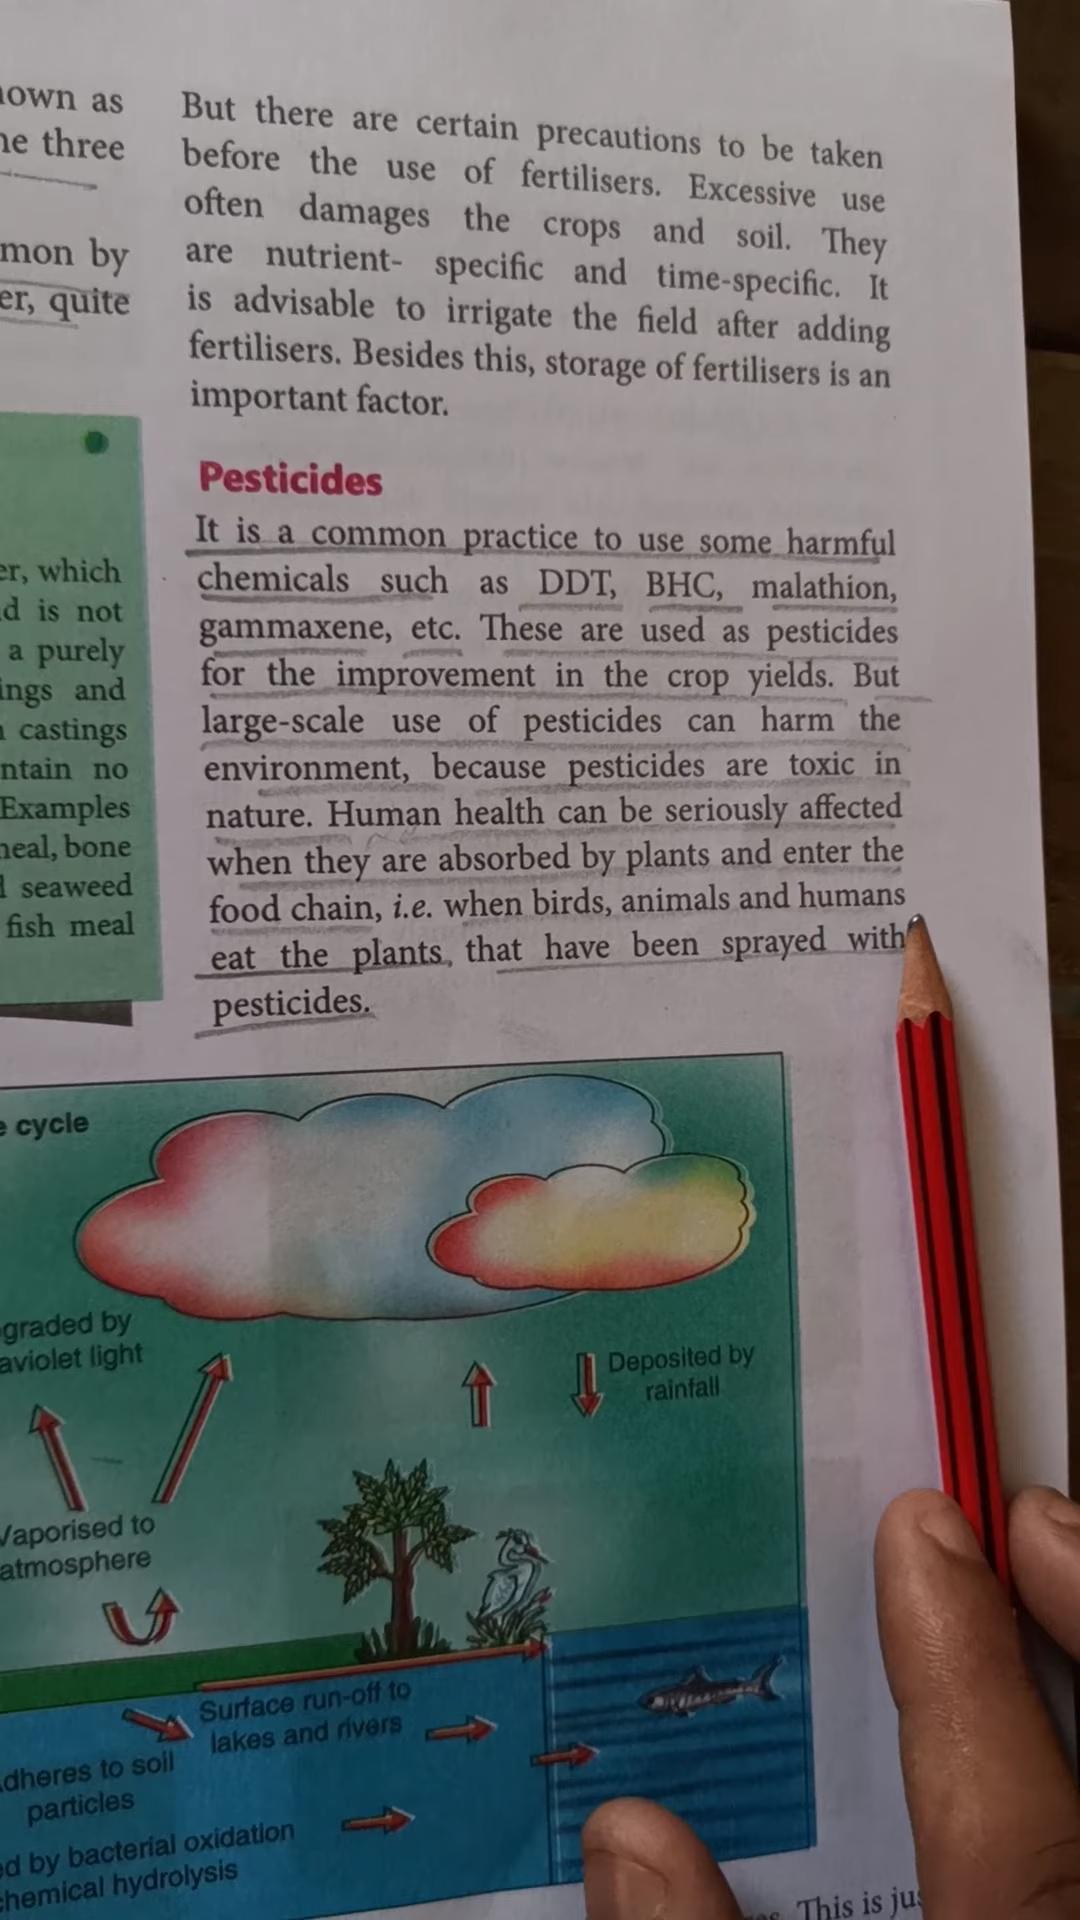 own as
he three
mon by
er, quite
er, which
d is not
a purely
ings and
castings
ntain no
Examples
neal, bone
seaweed
fish meal
But there are certain precautions to be taken
before the use of fertilisers. Excessive use
often damages the crops and soil. They
are nutrient- specific and time-specific. It
is advisable to irrigate the field after adding
fertilisers. Besides this, storage of fertilisers is an
important factor.
Pesticides
It is a common practice to use some harmful
chemicals such as DDT, BHC, malathion,
gammaxene, etc. These are used as pesticides
for the improvement in the crop yields. But
large-scale use of pesticides can harm the
environment, because pesticides are toxic in
nature. Human health can be seriously affected
when they are absorbed by plants and enter the
food chain, i.e. when birds, animals and humans
eat the plants, that have been sprayed with
pesticides.
e cycle
graded by
aviolet light
Deposited by
rainfall
Vaporised to
atmosphere
Surface run-off to
lakes and rivers
dheres to soil
particles
ed by bacterial oxidation
chemical hydrolysis
This is jus